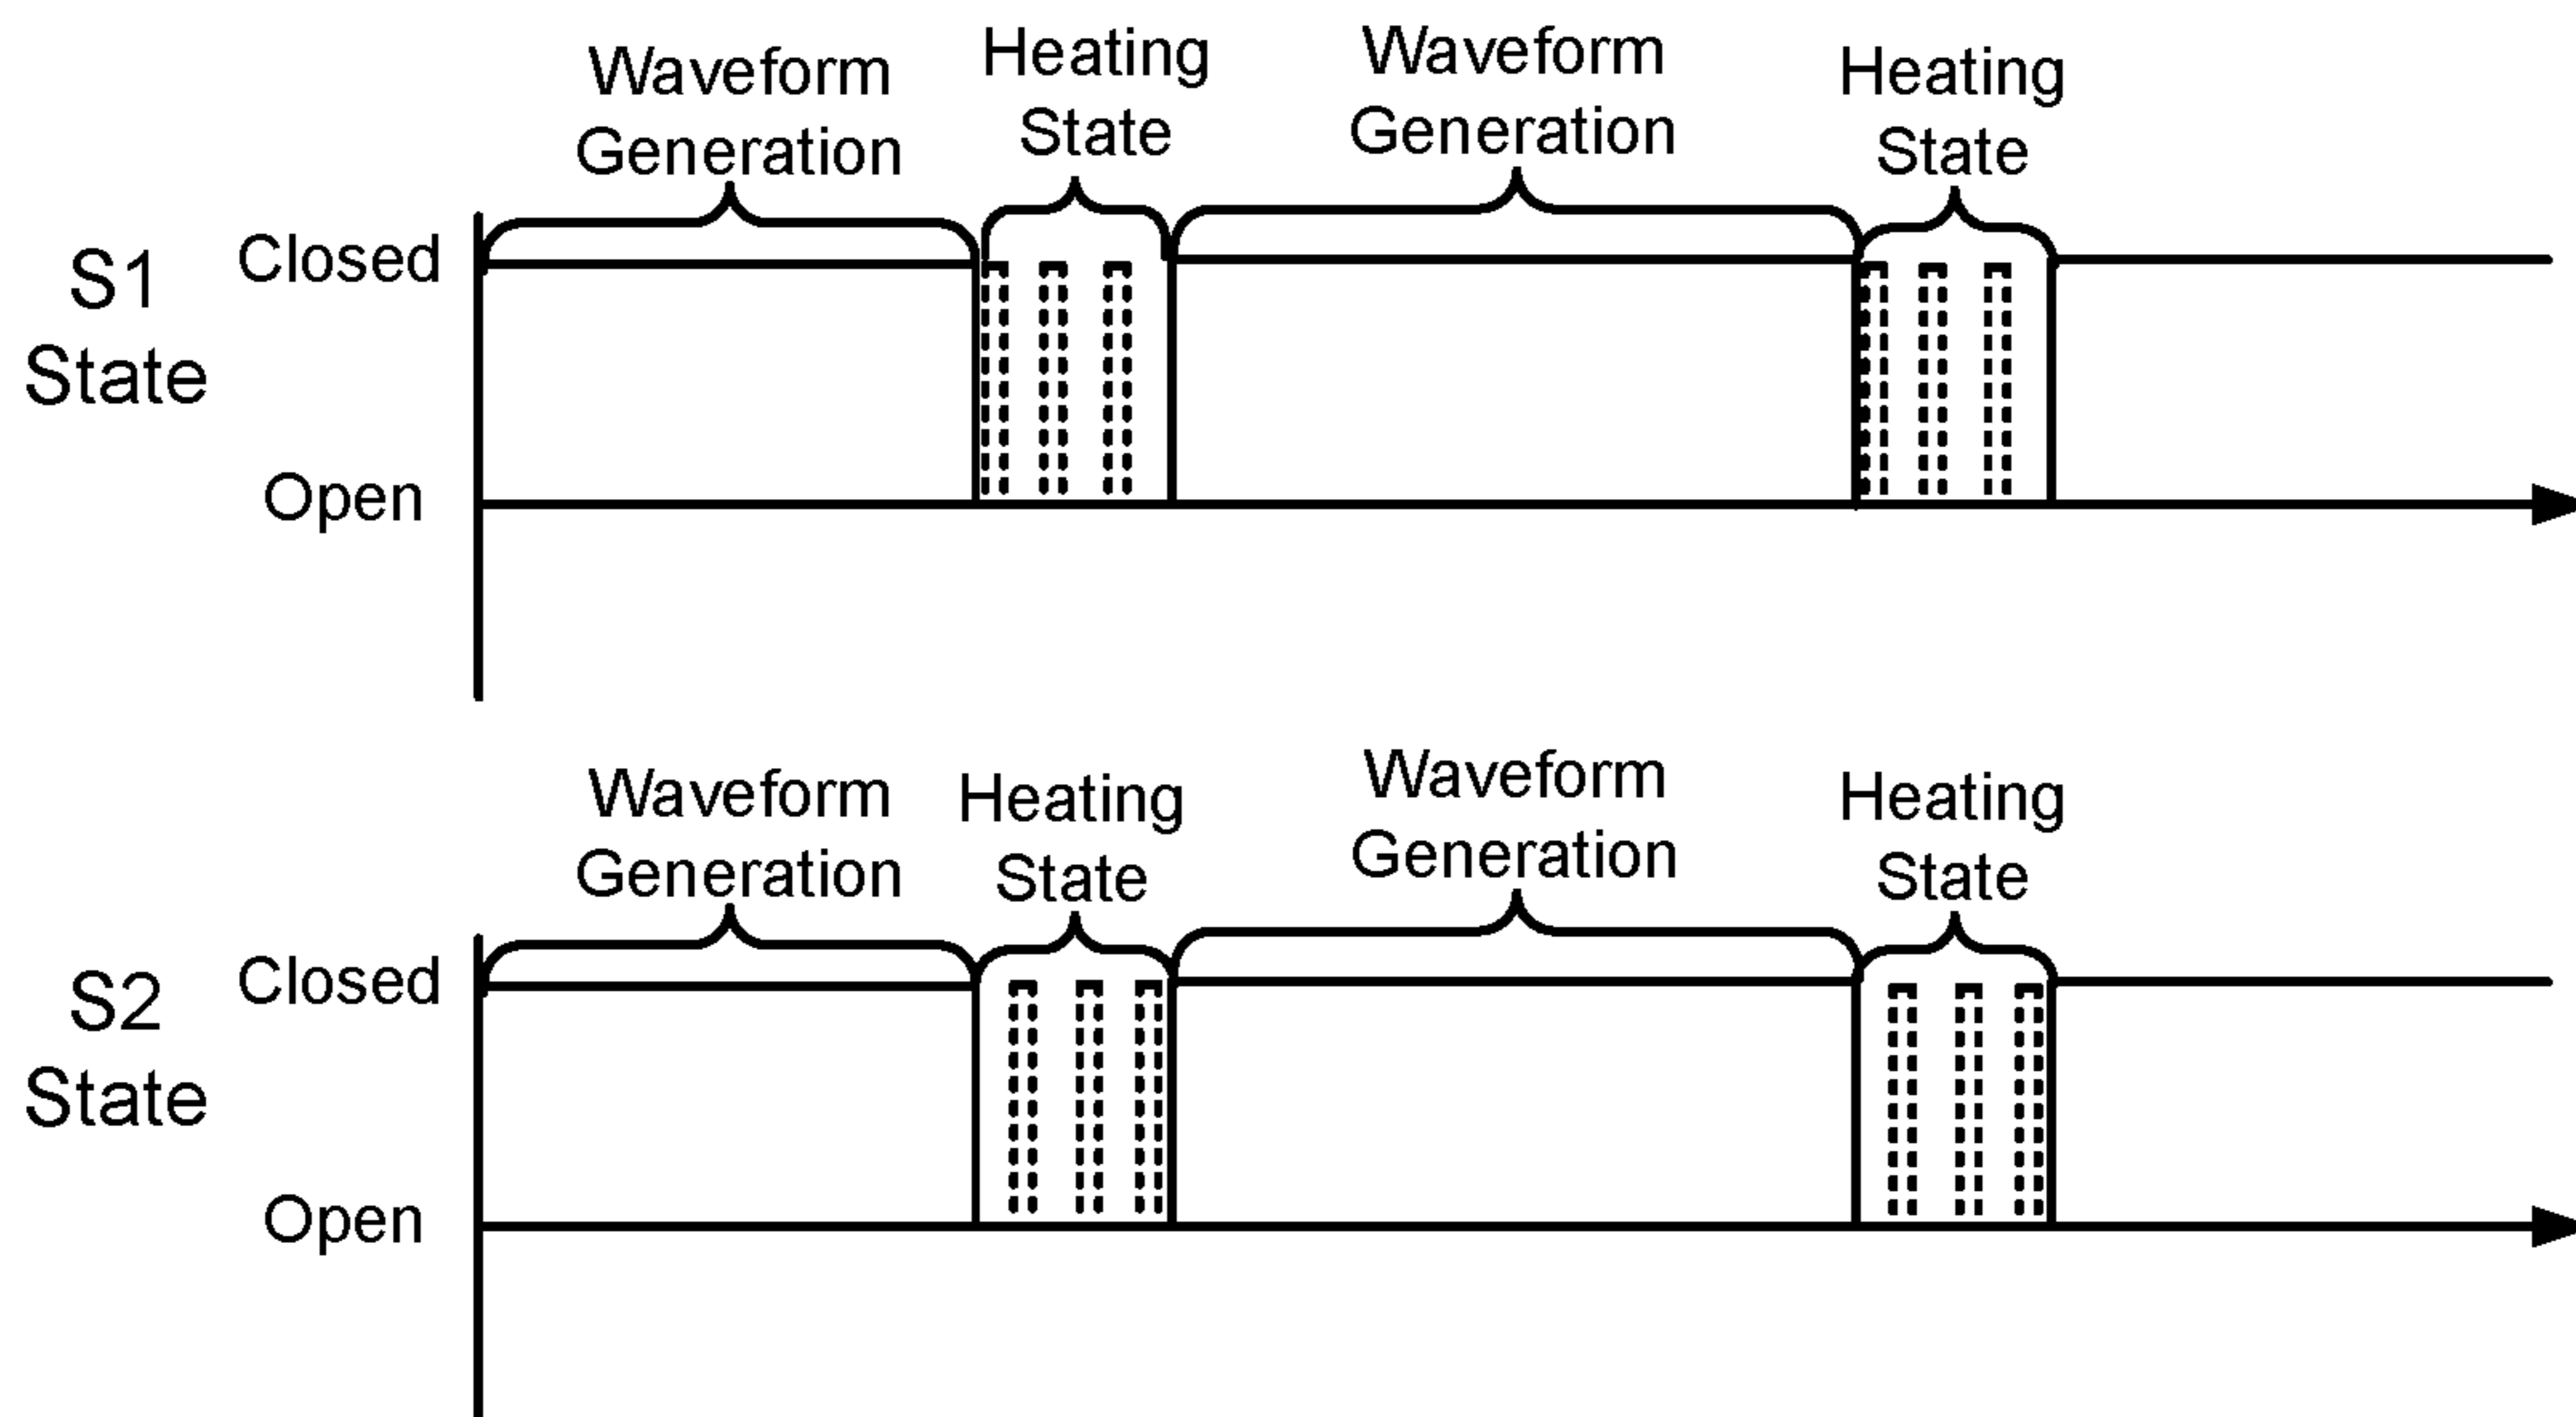 Waveform
Generation
Heating
State
Waveform
Generation
Heating
State
S1
State
Closed
Open
Waveform
Generation
Heating
State
Waveform
Generation
Heating
State
S2
State
Closed
Open